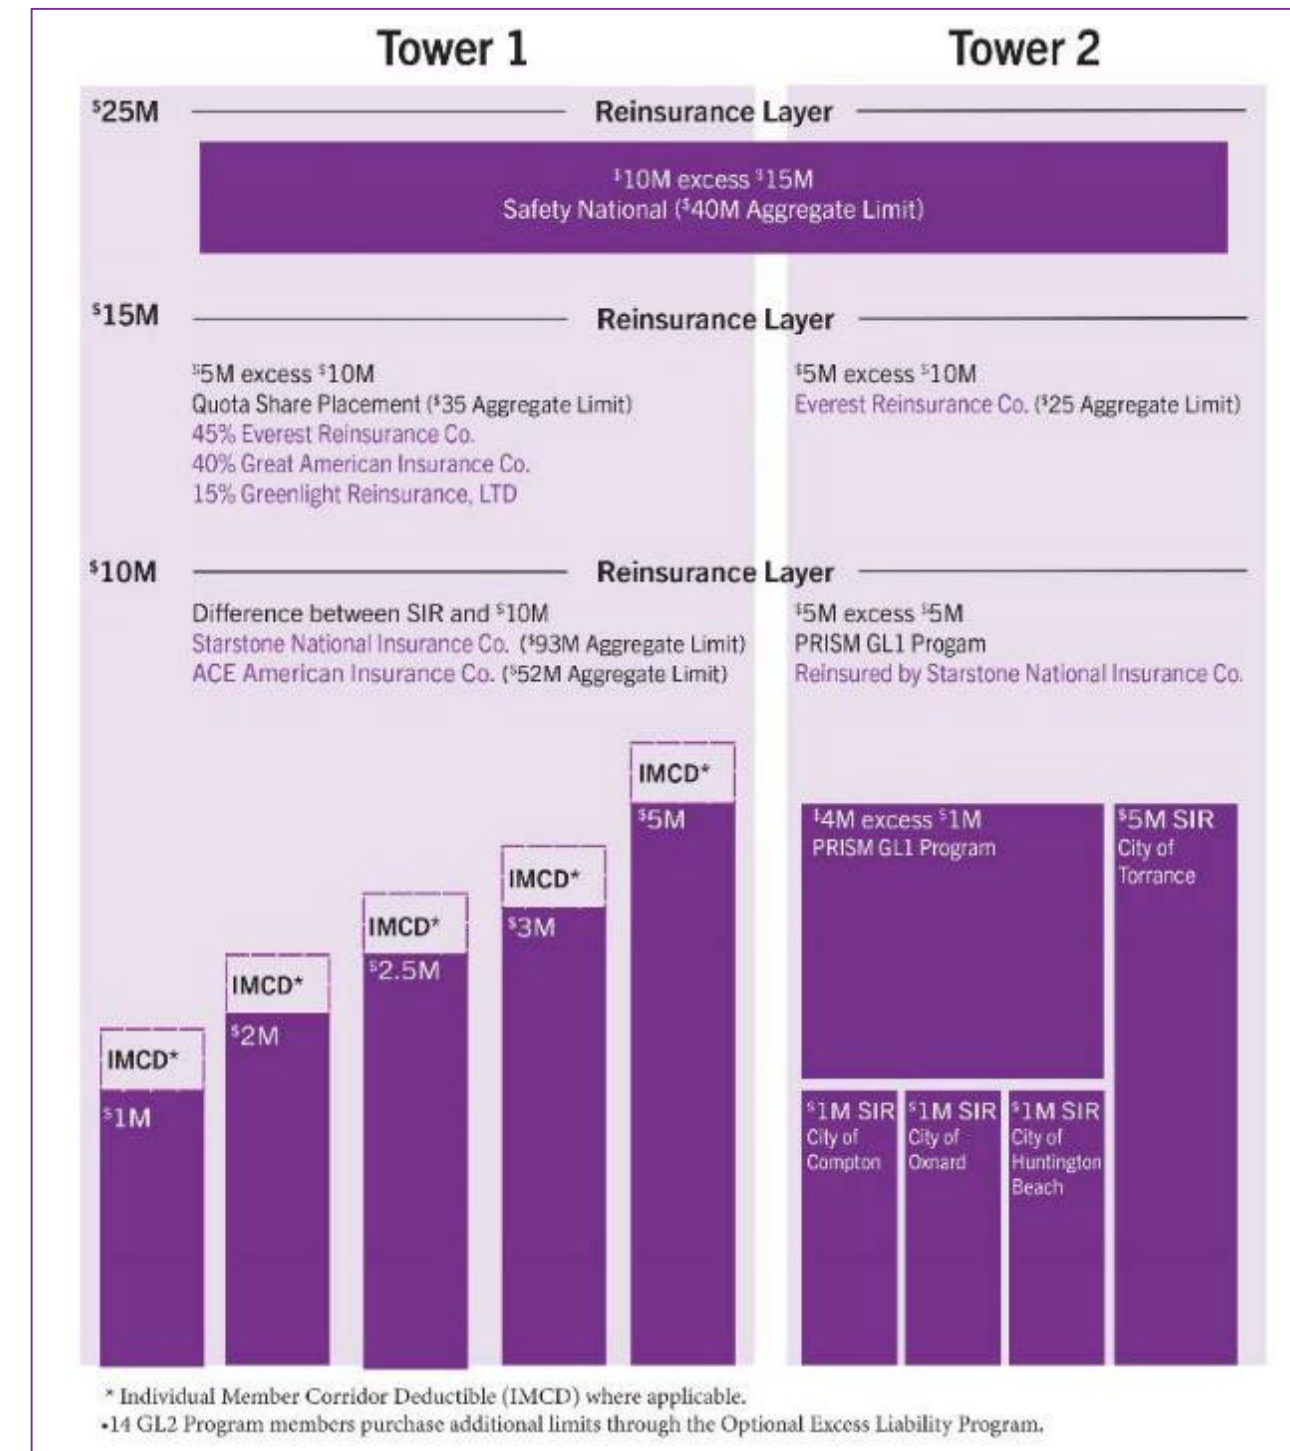 Tower 1
Tower 2
$25M
Reinsurance Layer
$10M excess $15M
Safety National ($40M Aggregate Limit)
$15M
Reinsurance Layer
$5M excess $10M
Quota Share Placement ($35 Aggregate Limit)
45% Everest Reinsurance Co.
40% Great American Insurance Co.
15% Greenlight Reinsurance, LTD
$5M excess $10M
Everest Reinsurance Co. ($25 Aggregate Limit)
$10M
Reinsurance Layer
Difference between SIR and $10M
Starstone National Insurance Co. ($93M Aggregate Limit)
ACE American Insurance Co. ($52M Aggregate Limit)
$5M excess $5M
PRISM GL1 Progam
Reinsured by Starstone National Insurance Co.
IMCD*
$1M
IMCD*
$2M
IMCD*
$2.5M
IMCD*
$3M
IMCD*
$5M
$4M excess $1M
PRISM GL1 Program
$5M SIR
City of
Torrance
$1M SIR
City of
Compton
$1M SIR
City of
Oxnard
$1M SIR
City of
Huntington
Beach
* Individual Member Corridor Deductible (IMCD) where applicable.
•14 GL2 Program members purchase additional limits through the Optional Excess Liability Program.